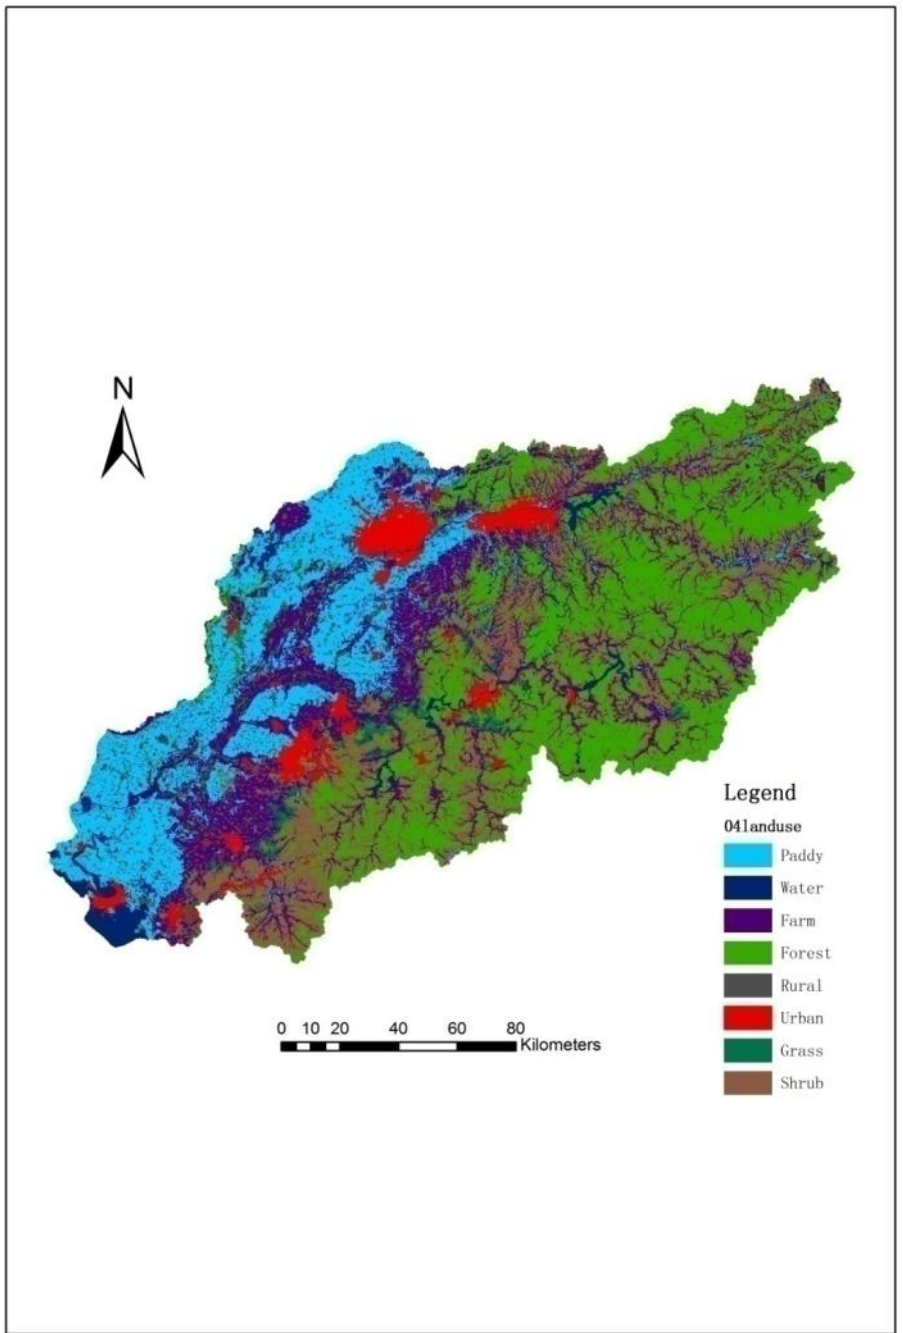 N
0 10 20 40 60 80
Kilometers
Legend
04landuse
Paddy
Water
Farm
Forest
Rural
Urban
Grass
Shrub